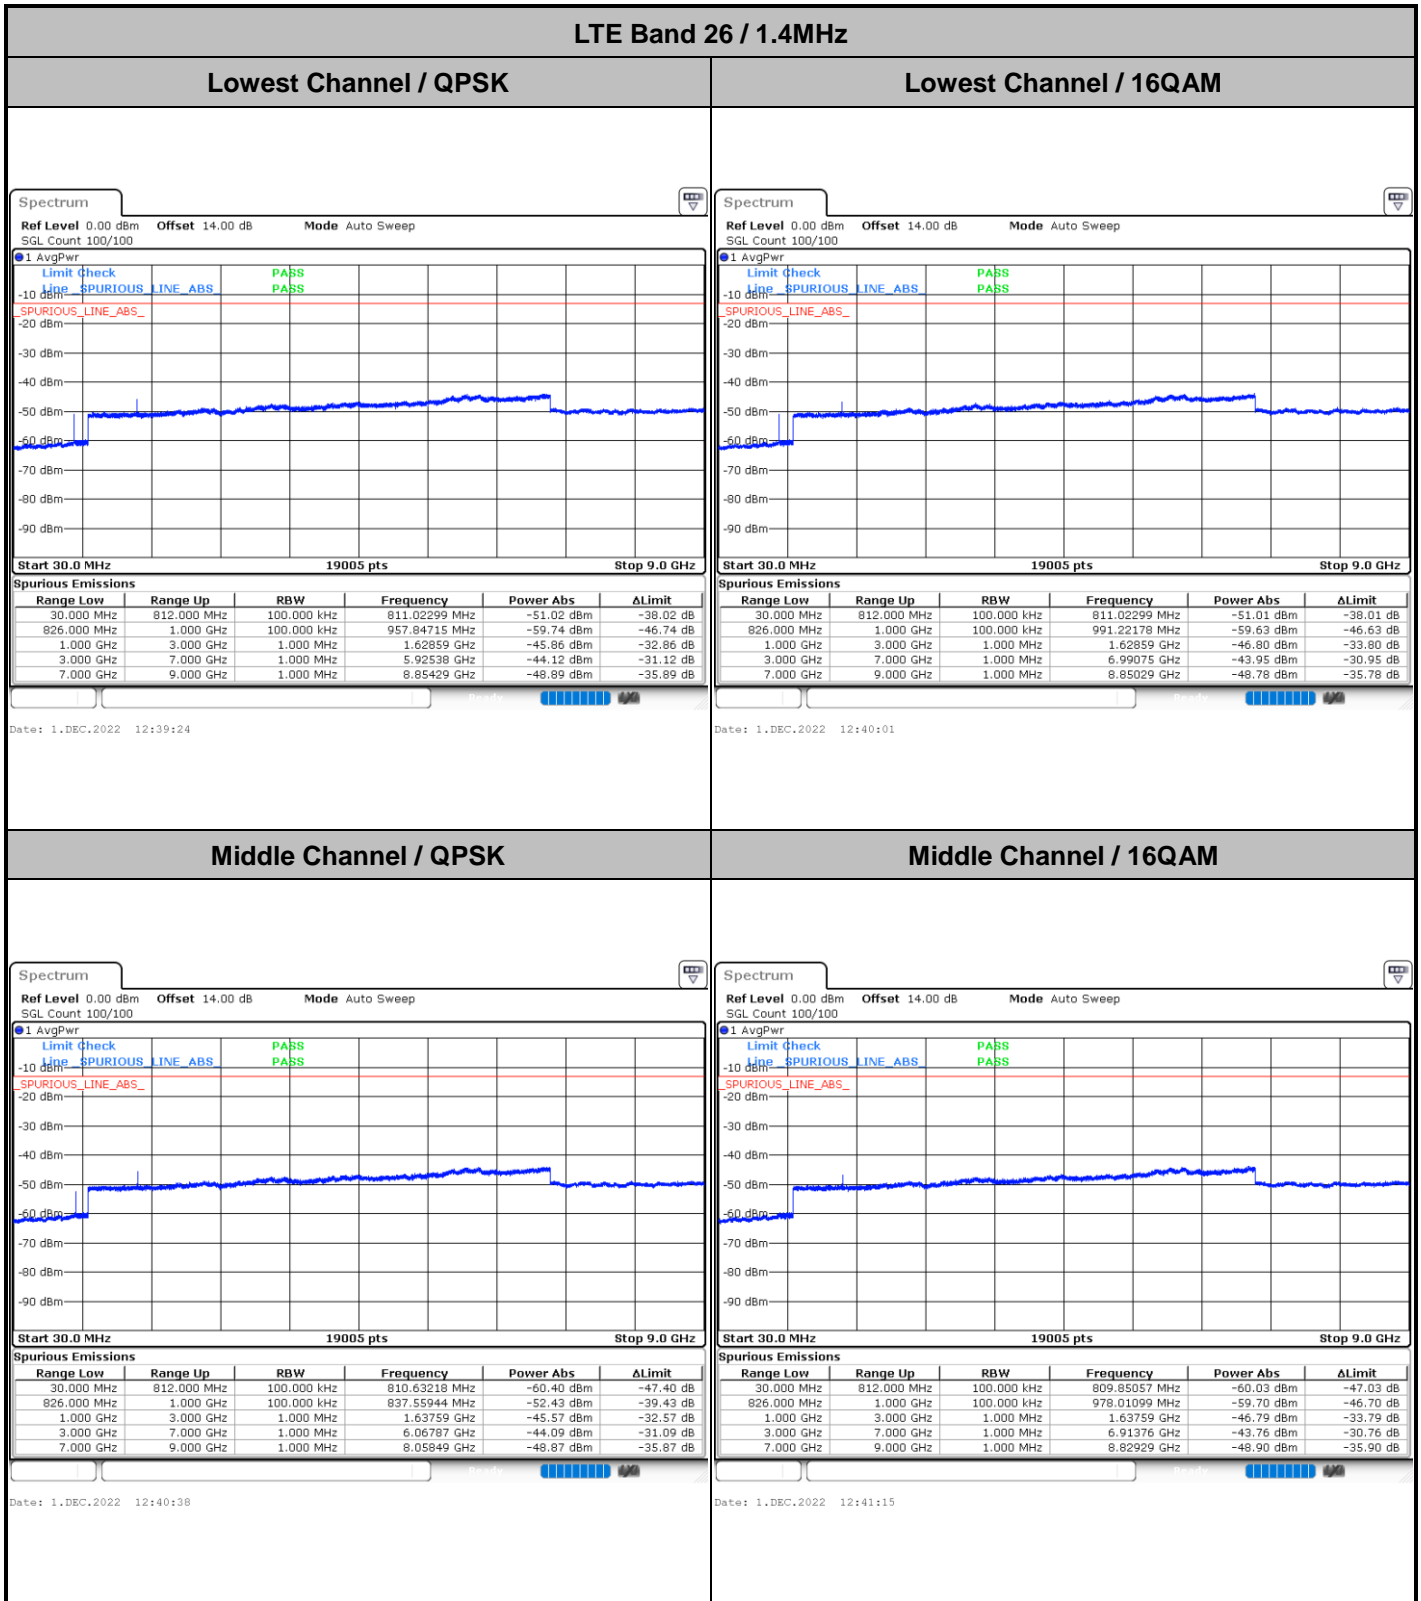 LTE Band 26 / 1.4MHz
Lowest Channel / QPSK
Spectrum
Ref Level 0.00 dBm Offset 14.00 dB Mode Auto Sweep
SGL Count 100/100
1 AvgPwr
Limit Check PASS
Line _SPURIOUS_LINE_ABS_ PASS
-10 dBm
_SPURIOUS_LINE_ABS_
-20 dBm
-30 dBm
-40 dBm
-50 dBm
-60 dBm
-70 dBm
-80 dBm
-90 dBm
Start 30.0 MHz 19005 pts Stop 9.0 GHz
Spurious Emissions
Range Low Range Up RBW Frequency Power Abs ΔLimit
30.000 MHz 812.000 MHz 100.000 kHz 811.02299 MHz -51.02 dBm -38.02 dB
826.000 MHz 1.000 GHz 100.000 kHz 957.84715 MHz -59.74 dBm -46.74 dB
1.000 GHz 3.000 GHz 1.000 MHz 1.62859 GHz -45.86 dBm -32.86 dB
3.000 GHz 7.000 GHz 1.000 MHz 5.92538 GHz -44.12 dBm -31.12 dB
7.000 GHz 9.000 GHz 1.000 MHz 8.85429 GHz -48.89 dBm -35.89 dB
Ready
Date: 1.DEC.2022 12:39:24
Lowest Channel / 16QAM
Spectrum
Ref Level 0.00 dBm Offset 14.00 dB Mode Auto Sweep
SGL Count 100/100
1 AvgPwr
Limit Check PASS
Line _SPURIOUS_LINE_ABS_ PASS
-10 dBm
_SPURIOUS_LINE_ABS_
-20 dBm
-30 dBm
-40 dBm
-50 dBm
-60 dBm
-70 dBm
-80 dBm
-90 dBm
Start 30.0 MHz 19005 pts Stop 9.0 GHz
Spurious Emissions
Range Low Range Up RBW Frequency Power Abs ΔLimit
30.000 MHz 812.000 MHz 100.000 kHz 811.02299 MHz -51.01 dBm -38.01 dB
826.000 MHz 1.000 GHz 100.000 kHz 991.22178 MHz -59.63 dBm -46.63 dB
1.000 GHz 3.000 GHz 1.000 MHz 1.62859 GHz -46.80 dBm -33.80 dB
3.000 GHz 7.000 GHz 1.000 MHz 6.99075 GHz -43.95 dBm -30.95 dB
7.000 GHz 9.000 GHz 1.000 MHz 8.85029 GHz -48.78 dBm -35.78 dB
Ready
Date: 1.DEC.2022 12:40:01
Middle Channel / QPSK
Spectrum
Ref Level 0.00 dBm Offset 14.00 dB Mode Auto Sweep
SGL Count 100/100
1 AvgPwr
Limit Check PASS
Line _SPURIOUS_LINE_ABS_ PASS
-10 dBm
_SPURIOUS_LINE_ABS_
-20 dBm
-30 dBm
-40 dBm
-50 dBm
-60 dBm
-70 dBm
-80 dBm
-90 dBm
Start 30.0 MHz 19005 pts Stop 9.0 GHz
Spurious Emissions
Range Low Range Up RBW Frequency Power Abs ΔLimit
30.000 MHz 812.000 MHz 100.000 kHz 810.63218 MHz -60.40 dBm -47.40 dB
826.000 MHz 1.000 GHz 100.000 kHz 837.55944 MHz -52.43 dBm -39.43 dB
1.000 GHz 3.000 GHz 1.000 MHz 1.63759 GHz -45.57 dBm -32.57 dB
3.000 GHz 7.000 GHz 1.000 MHz 6.06787 GHz -44.09 dBm -31.09 dB
7.000 GHz 9.000 GHz 1.000 MHz 8.05849 GHz -48.87 dBm -35.87 dB
Ready
Date: 1.DEC.2022 12:40:38
Middle Channel / 16QAM
Spectrum
Ref Level 0.00 dBm Offset 14.00 dB Mode Auto Sweep
SGL Count 100/100
1 AvgPwr
Limit Check PASS
Line _SPURIOUS_LINE_ABS_ PASS
-10 dBm
_SPURIOUS_LINE_ABS_
-20 dBm
-30 dBm
-40 dBm
-50 dBm
-60 dBm
-70 dBm
-80 dBm
-90 dBm
Start 30.0 MHz 19005 pts Stop 9.0 GHz
Spurious Emissions
Range Low Range Up RBW Frequency Power Abs ΔLimit
30.000 MHz 812.000 MHz 100.000 kHz 809.85057 MHz -60.03 dBm -47.03 dB
826.000 MHz 1.000 GHz 100.000 kHz 978.01099 MHz -59.70 dBm -46.70 dB
1.000 GHz 3.000 GHz 1.000 MHz 1.63759 GHz -46.79 dBm -33.79 dB
3.000 GHz 7.000 GHz 1.000 MHz 6.91376 GHz -43.76 dBm -30.76 dB
7.000 GHz 9.000 GHz 1.000 MHz 8.82929 GHz -48.90 dBm -35.90 dB
Ready
Date: 1.DEC.2022 12:41:15